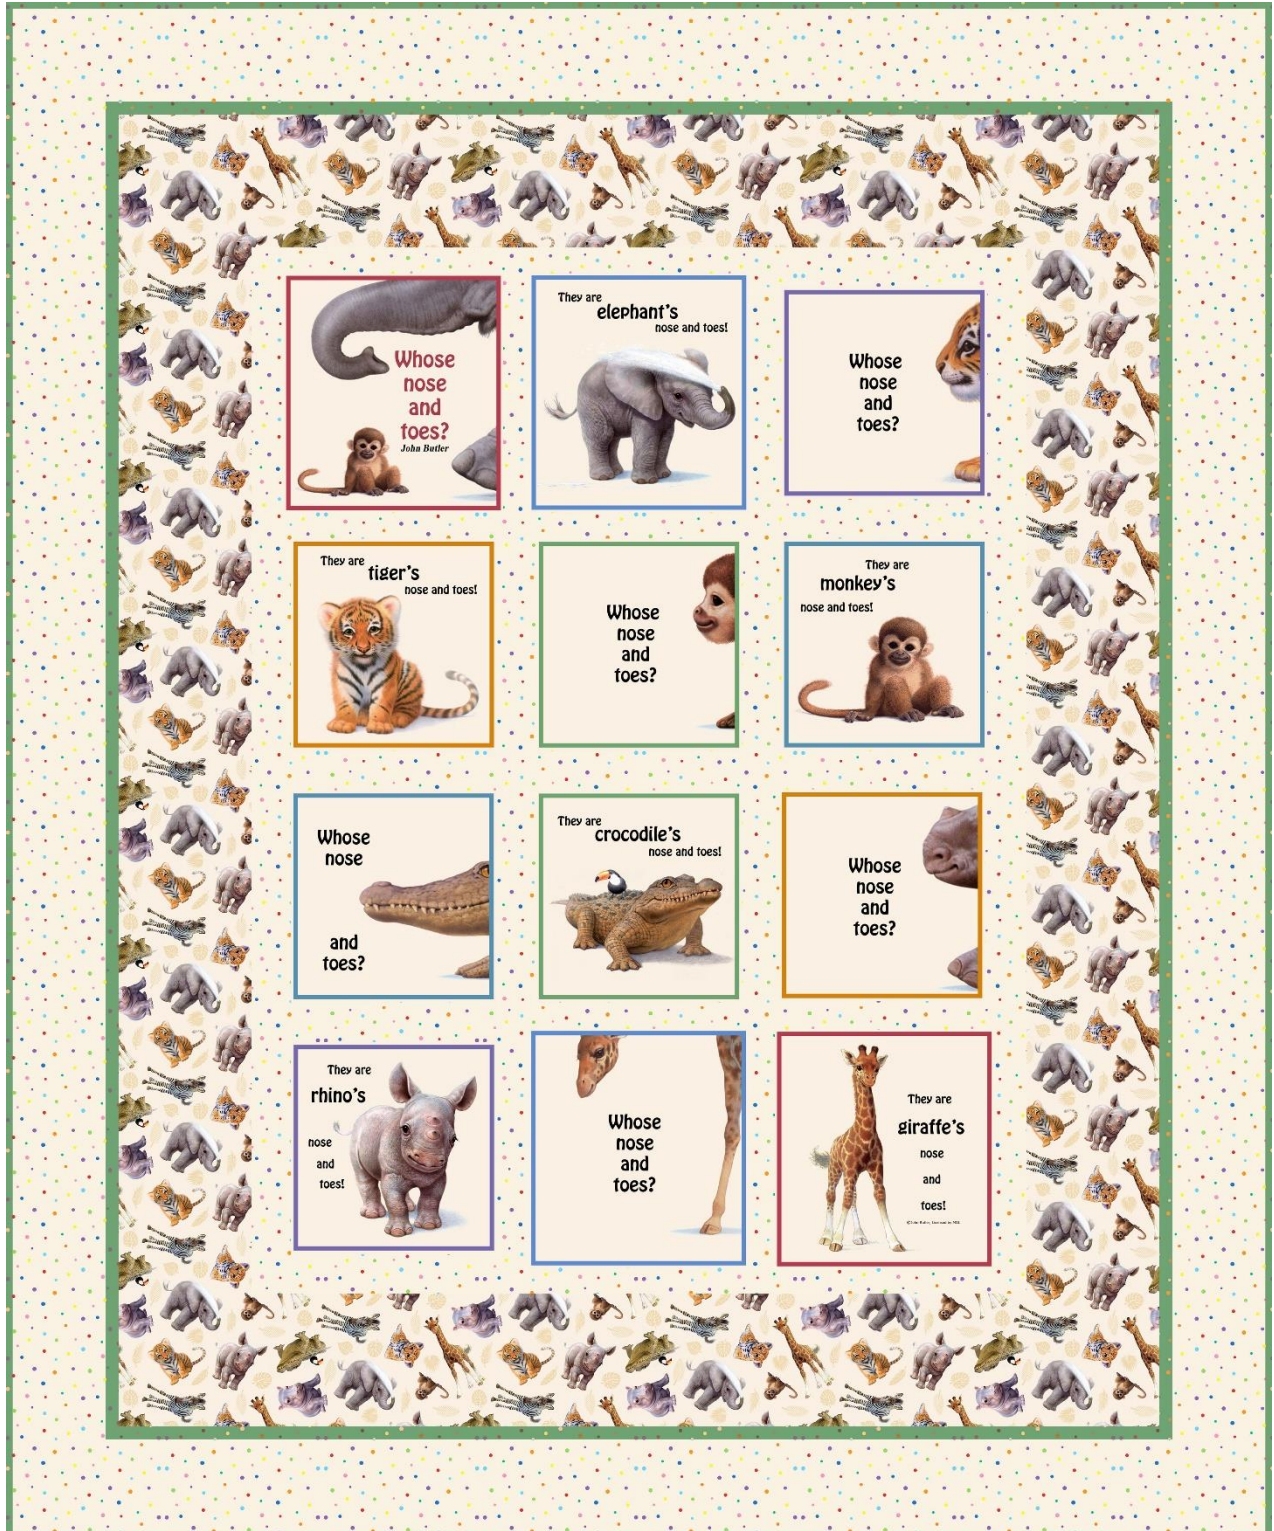 Whose
nose
and
toes?
John Butler
They are
elephant's
nose and toes!
Whose
nose
and
toes?
They are
tiger's
nose and toes!
Whose
nose
and
toes?
They are
monkey's
nose and toes!
Whose
nose
and
toes?
They are
crocodile's
nose and toes!
Whose
nose
and
toes?
They are
rhino's
nose
and
toes!
Whose
nose
and
toes?
They are
giraffe's
nose
and
toes!